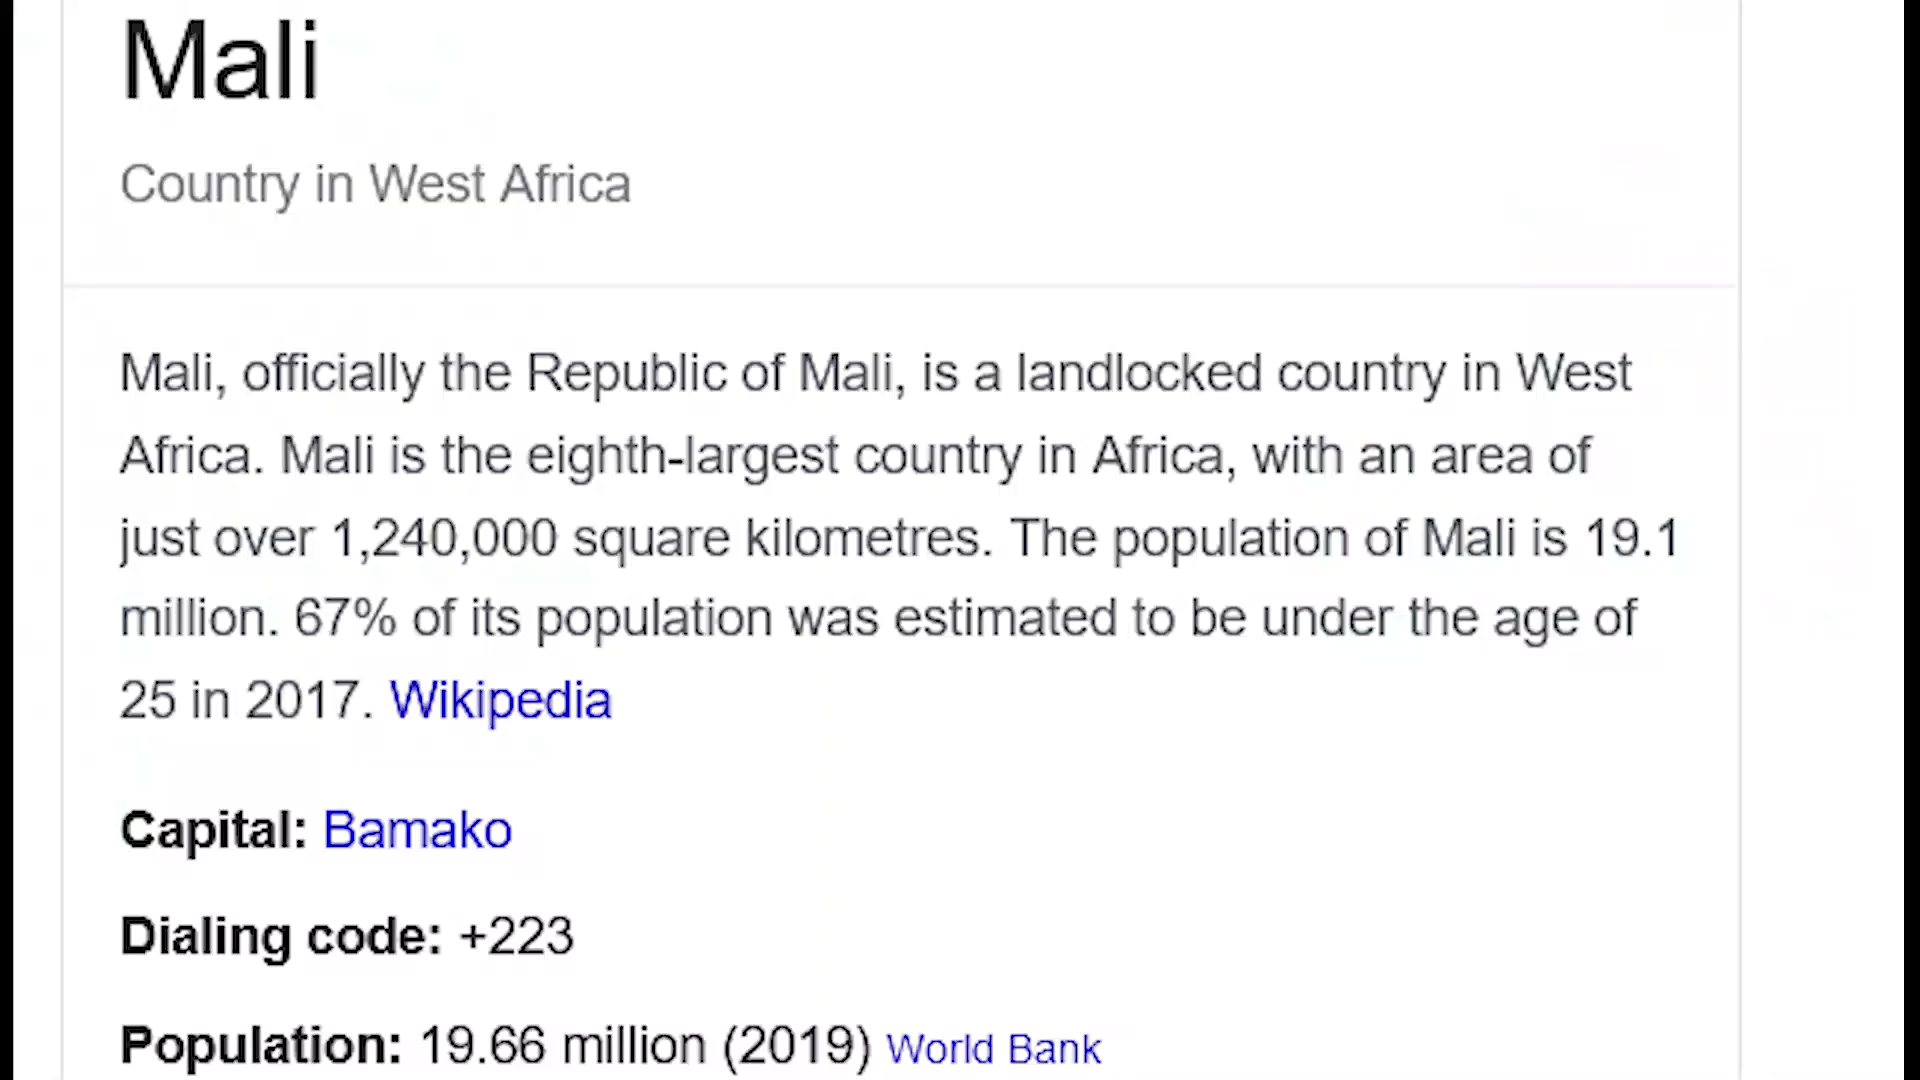 Mali
Country in West Africa
Mali, officially the Republic of Mali, is a landlocked country in West
Africa. Mali is the eighth-largest country in Africa, with an area of
just over 1,240,000 square kilometres. The population of Mali is 19.1
million. 67% of its population was estimated to be under the age of
25 in 2017. Wikipedia
Capital: Bamako
Dialing code: +223
Population: 19.66 million (2019) World Bank